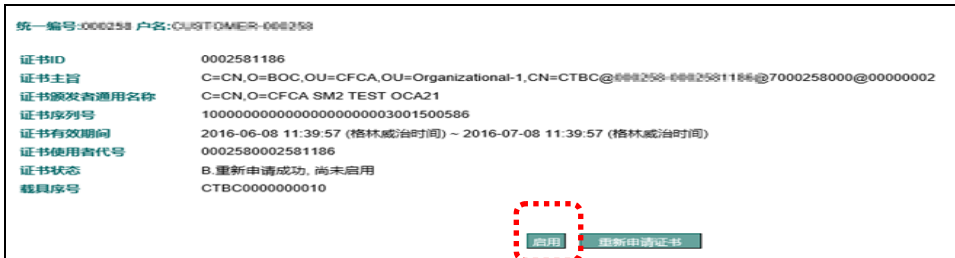 统一编号:000258 户名:CUSTOMER-000258
证书ID 0002581186
证书主旨 C=CN,O=BOC,OU=CFCA,OU=Organizational-1,CN=CTBC@000258-0002581186@7000258000@00000002
证书颁发者通用名称 C=CN,O=CFCA SM2 TEST OCA21
证书序列号 10000000000000000000003001500586
证书有效期间 2016-06-08 11:39:57 (格林威治时间) ~ 2016-07-08 11:39:57 (格林威治时间)
证书使用者代号 0002580002581186
证书状态 B.重新申请成功, 尚未启用
载具序号 CTBC0000000010
启用 重新申请证书